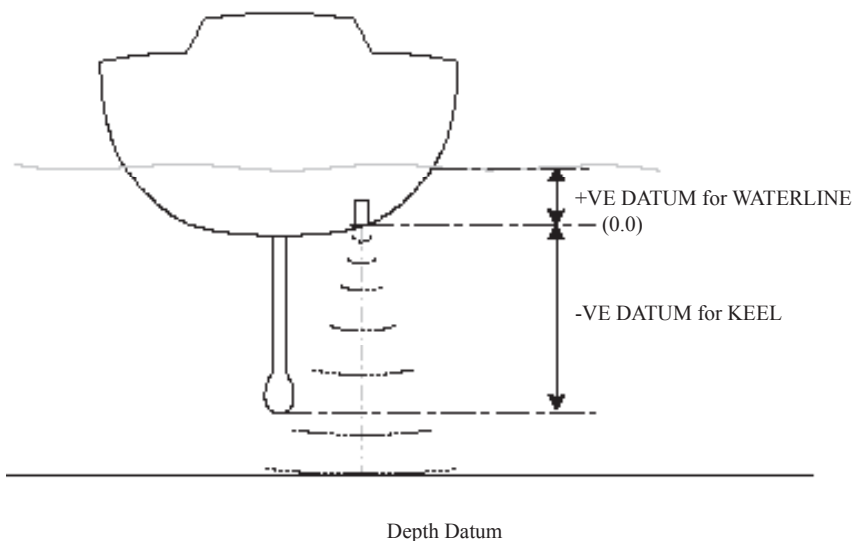 +VE DATUM for WATERLINE
(0.0)
-VE DATUM for KEEL
Depth Datum